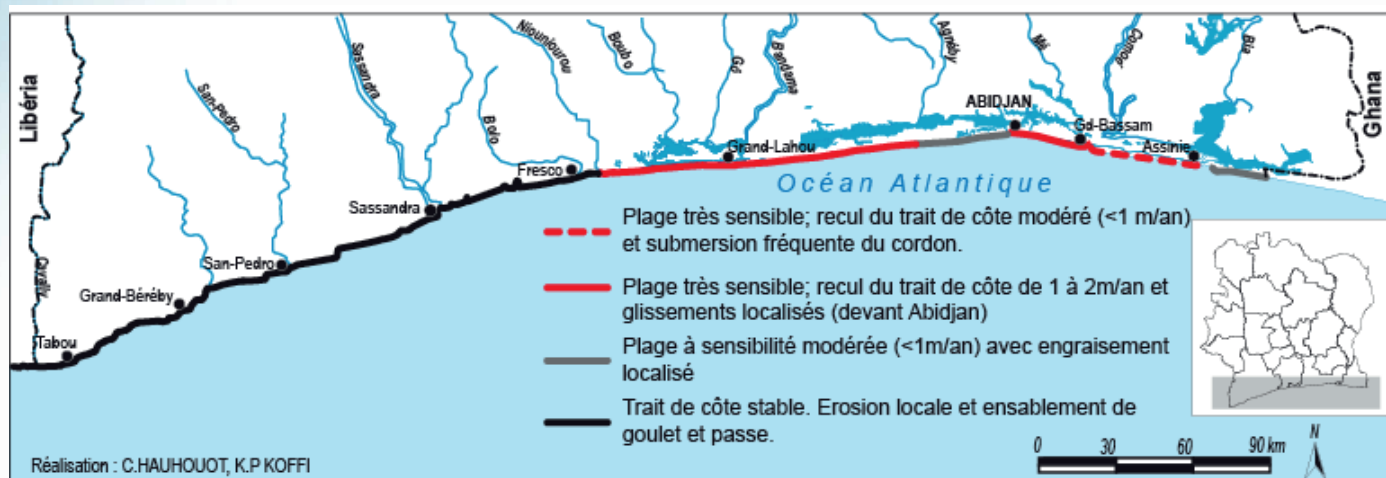 Libéria
Cavally
San-Pedro
Sassandra
Niouniourou
Bolo
Boubo
Gô
Bandama
Agnéby
Mé
Comoé
Bia
Ghana
ABIDJAN
Gd-Bassam
Assinie
Grand-Lahou
Fresco
Sassandra
San-Pedro
Grand-Béréby
Tabou
Océan Atlantique
Plage très sensible; recul du trait de côte modéré (<1 m/an)
et submersion fréquente du cordon.
Plage très sensible; recul du trait de côte de 1 à 2m/an et
glissements localisés (devant Abidjan)
Plage à sensibilité modérée (<1m/an) avec engraisement
localisé
Trait de côte stable. Erosion locale et ensablement de
goulet et passe.
0 30 60 90 km
N
Réalisation : C.HAUHOUOT, K.P KOFFI